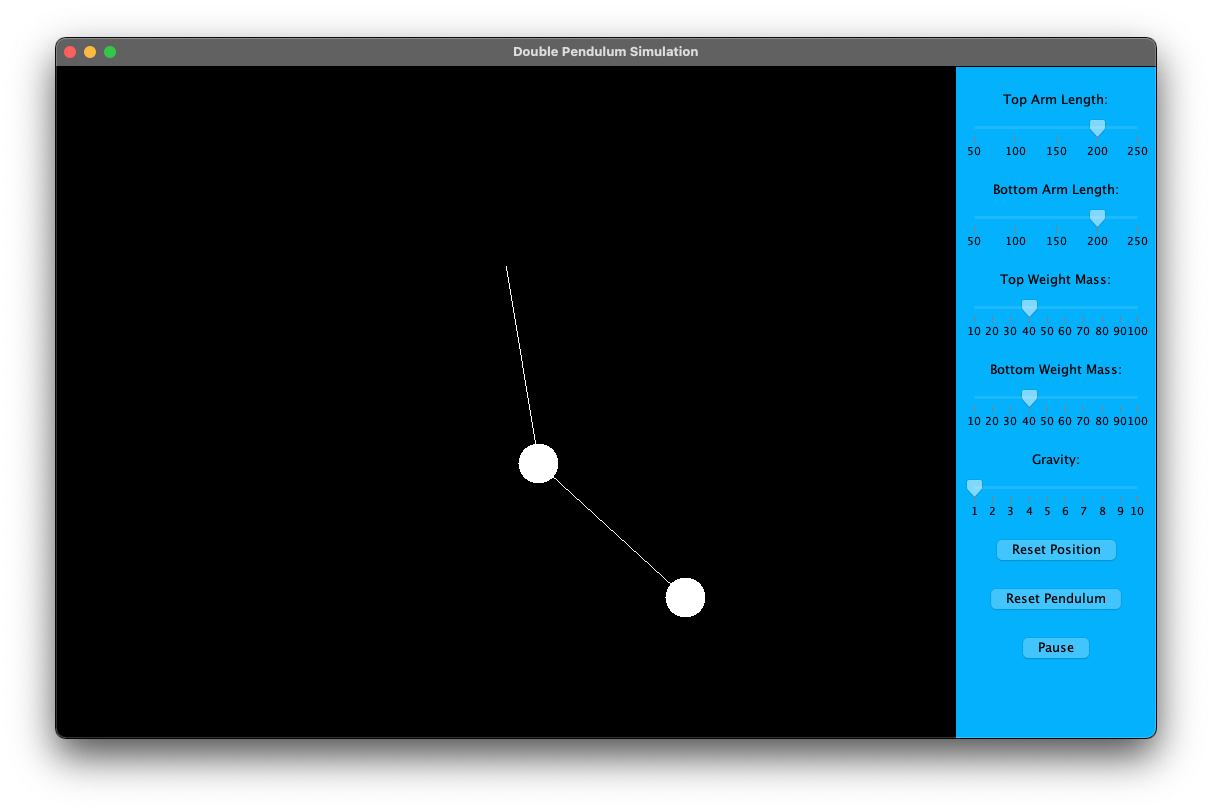 Double Pendulum Simulation
Top Arm Length:
50 100 150 200 250
Bottom Arm Length:
50 100 150 200 250
Top Weight Mass:
10 20 30 40 50 60 70 80 90 100
Bottom Weight Mass:
10 20 30 40 50 60 70 80 90 100
Gravity:
1 2 3 4 5 6 7 8 9 10
Reset Position
Reset Pendulum
Pause